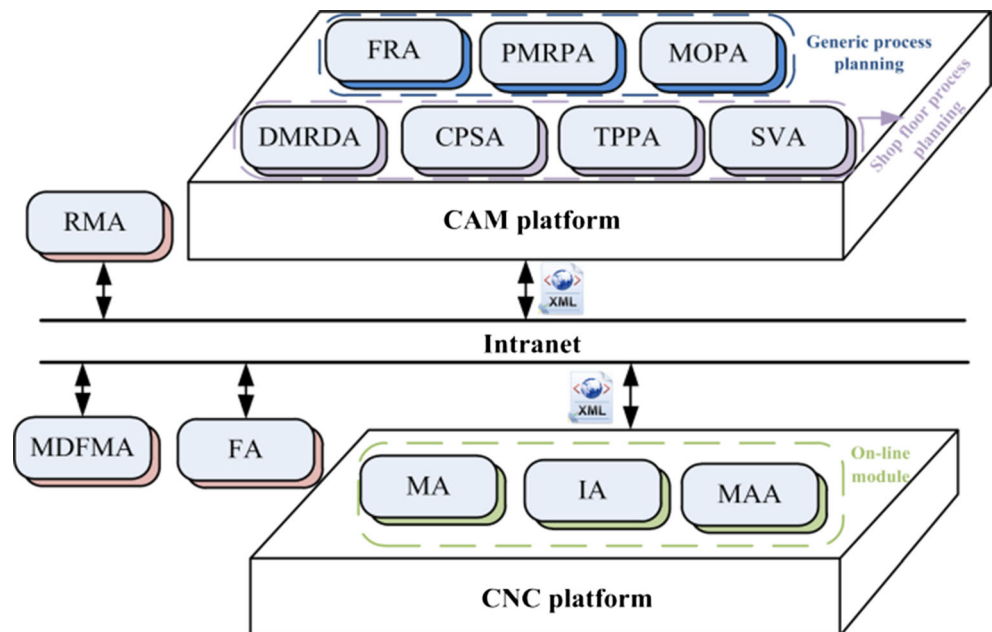 FRA
PMRPA
MOPA
Generic process
planning
DMRDA
CPSA
TPPA
SVA
Shop floor process
planning
CAM platform
RMA
XML
Intranet
XML
MDFMA
FA
MA
IA
MAA
On-line
module
CNC platform